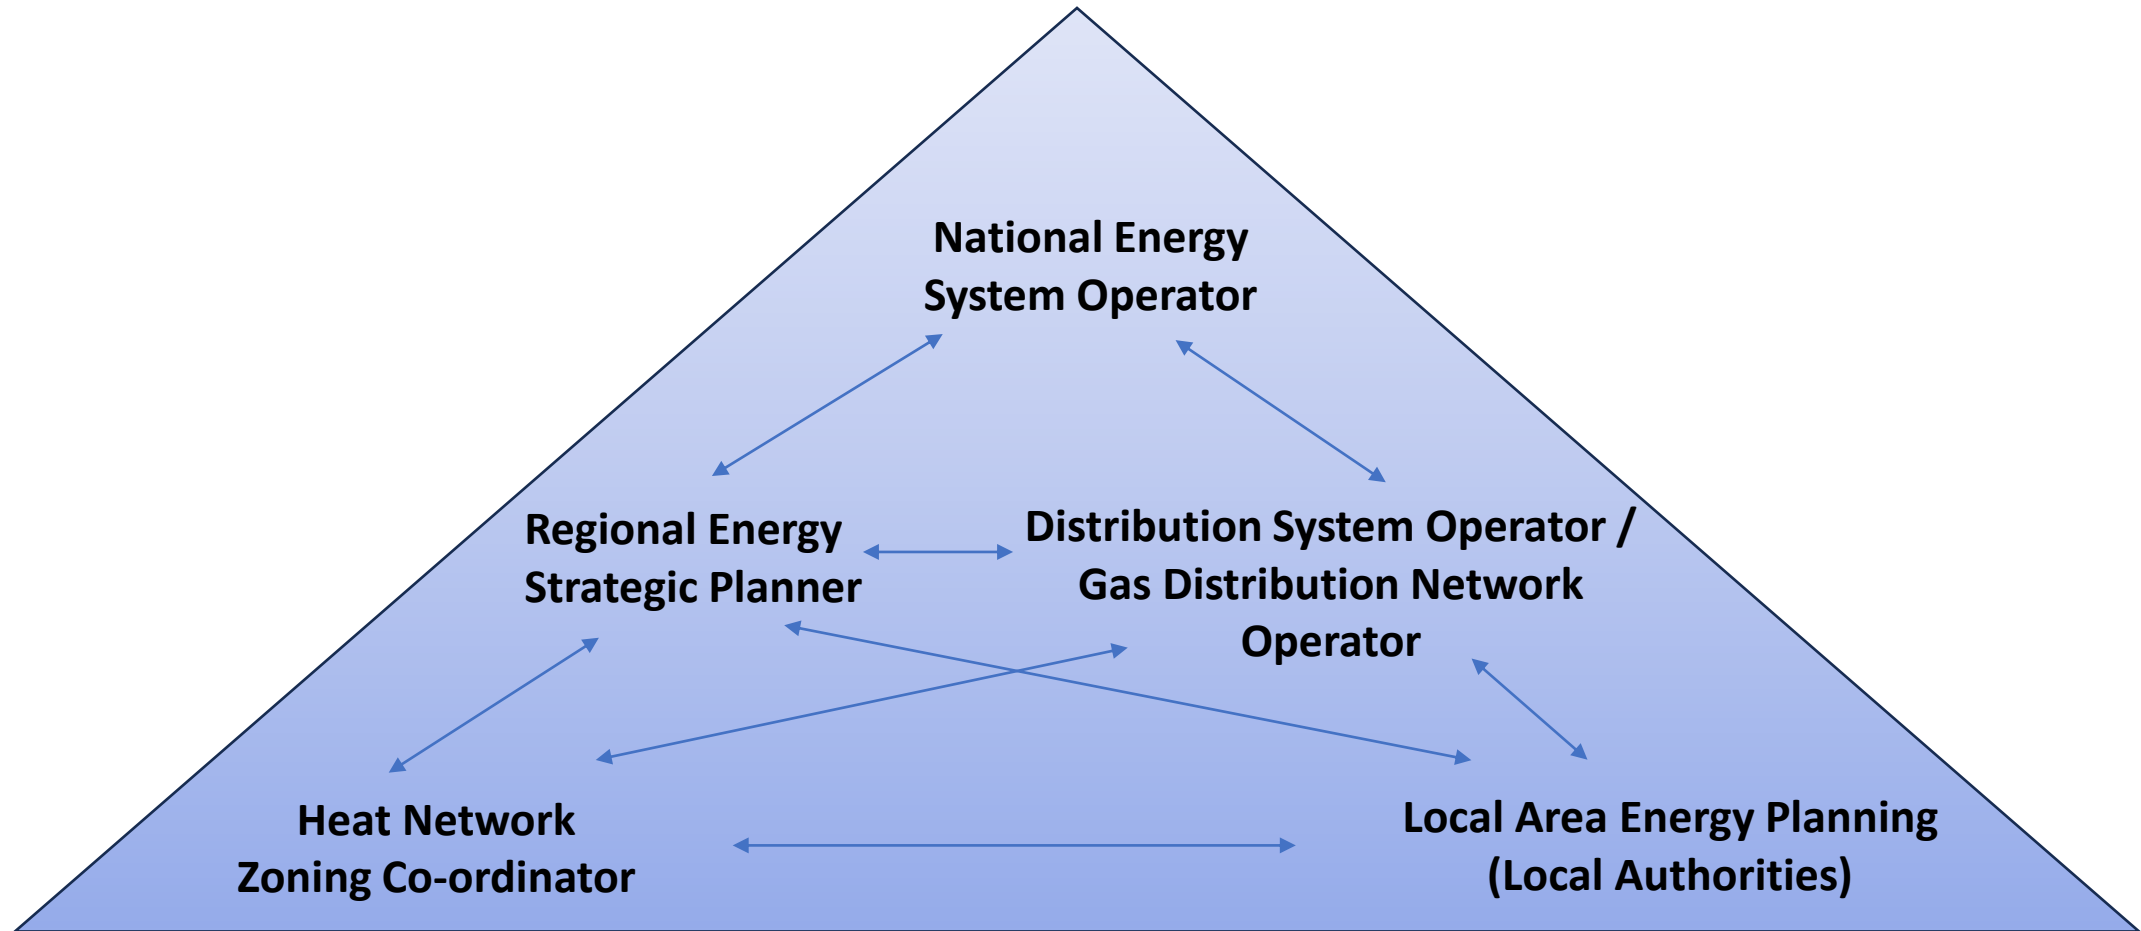 National Energy
System Operator
Regional Energy
Strategic Planner
Distribution System Operator /
Gas Distribution Network
Operator
Heat Network
Zoning Co-ordinator
Local Area Energy Planning
(Local Authorities)